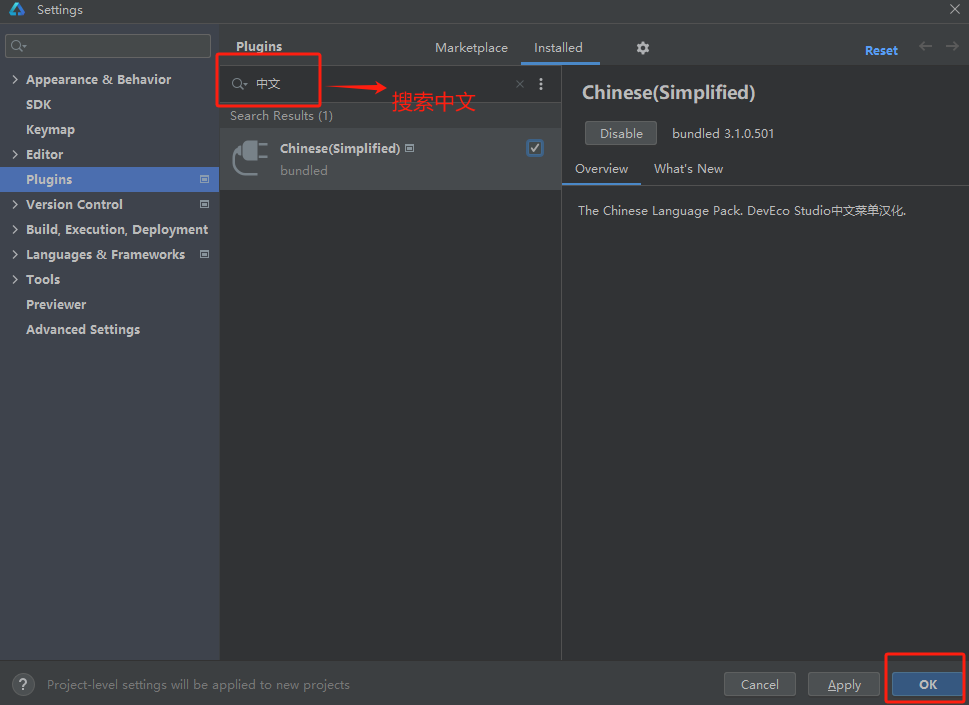 Settings
Plugins
Marketplace
Installed
Reset
中文
搜索中文
Search Results (1)
Chinese(Simplified)
bundled
Appearance & Behavior
SDK
Keymap
Editor
Plugins
Version Control
Build, Execution, Deployment
Languages & Frameworks
Tools
Previewer
Advanced Settings
Chinese(Simplified)
Disable
bundled 3.1.0.501
Overview
What's New
The Chinese Language Pack. DevEco Studio中文菜单汉化.
? Project-level settings will be applied to new projects
Cancel
Apply
OK